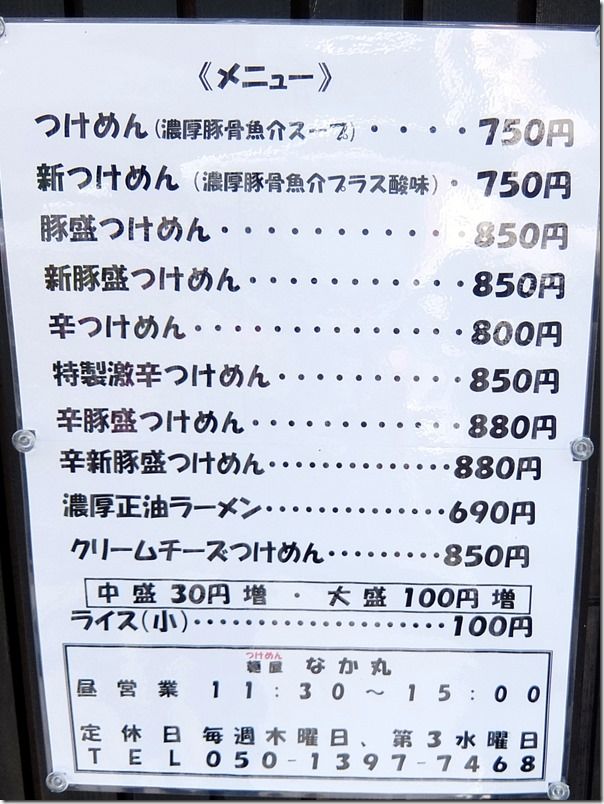 《メニュー》
つけめん(濃厚豚骨魚介スープ)・・・・・750円
新つけめん(濃厚豚骨魚介プラス酸味)・750円
豚盛つけめん・・・・・・・・・・・850円
新豚盛つけめん・・・・・・・・・・850円
辛つけめん・・・・・・・・・・・・・800円
特製激辛つけめん・・・・・・・・・850円
辛豚盛つけめん・・・・・・・・・・880円
辛新豚盛つけめん・・・・・・・・・・・・880円
濃厚正油ラーメン・・・・・・・・・・・・690円
クリームチーズつけめん・・・・・・・・・850円
中盛30円増・大盛100円増
ライス(小)・・・・・・・・・・・・・・・・・100円
つけめん
麺屋 なか丸
昼営業 11:30～15:00
定休日 毎週木曜日、第3水曜日
TEL 050-1397-7468